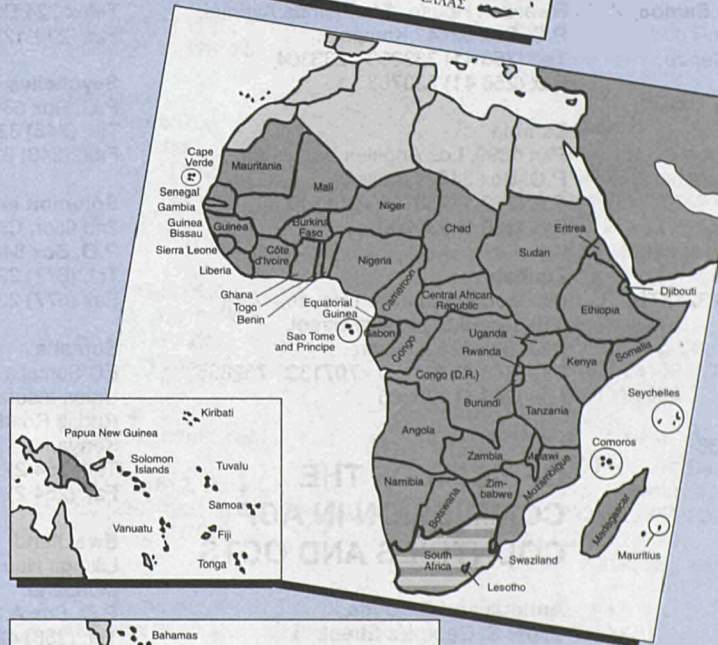 ΕΛΛΑΣ
Cape
Verde
Mauritania
Mali
Niger
Chad
Sudan
Eritrea
Djibouti
Senegal
Gambia
Guinea
Bissau
Guinea
Burkina
Faso
Sierra Leone
Côte
d'Ivoire
Liberia
Nigeria
Cameroon
Central African
Republic
Ethiopia
Ghana
Togo
Benin
Equatorial
Guinea
Sao Tome
and Principe
Gabon
Congo
Uganda
Rwanda
Kenya
Somalia
Congo (D.R.)
Burundi
Tanzania
Seychelles
Angola
Zambia
Malawi
Mozambique
Comoros
Namibia
Botswana
Zim-
babwe
Madagascar
Mauritius
South
Africa
Swaziland
Lesotho
Kiribati
Papua New Guinea
Solomon
Islands
Tuvalu
Samoa
Vanuatu
Fiji
Tonga
Bahamas